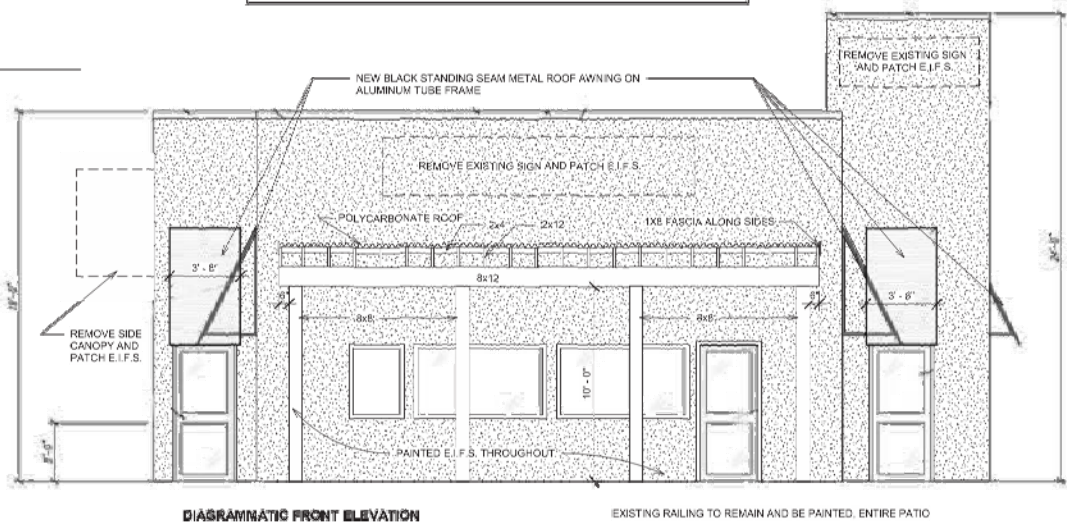 REMOVE EXISTING SIGN
AND PATCH E.I.F.S.
NEW BLACK STANDING SEAM METAL ROOF AWNING ON
ALUMINUM TUBE FRAME
REMOVE EXISTING SIGN AND PATCH E.I.F.S.
POLYCARBONATE ROOF
2x4
2x12
1X8 FASCIA ALONG SIDES
3' - 8"
8x12
3' - 8"
6"
8x8
8x8
6"
REMOVE SIDE
CANOPY AND
PATCH E.I.F.S.
10' - 0"
PAINTED E.I.F.S. THROUGHOUT
DIAGRAMMATIC FRONT ELEVATION
EXISTING RAILING TO REMAIN AND BE PAINTED, ENTIRE PATIO